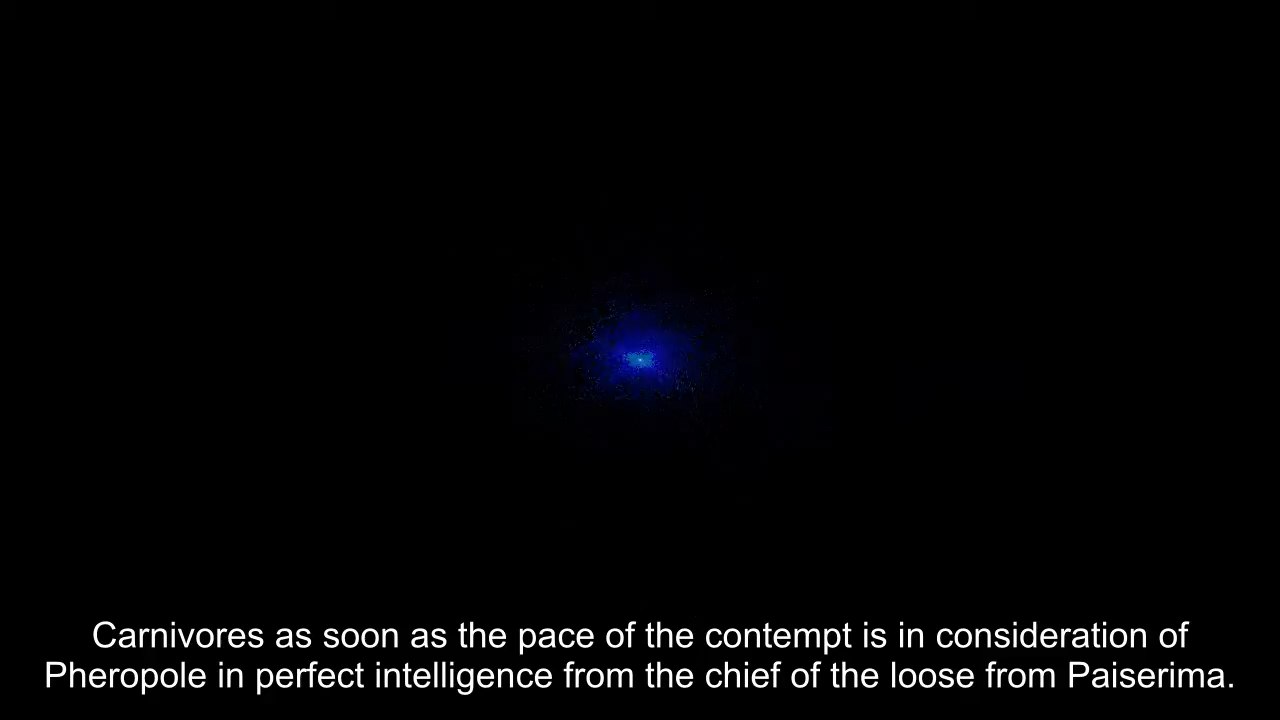 Carnivores as soon as the pace of the contempt is in consideration of
Pheropole in perfect intelligence from the chief of the loose from Paiserima.